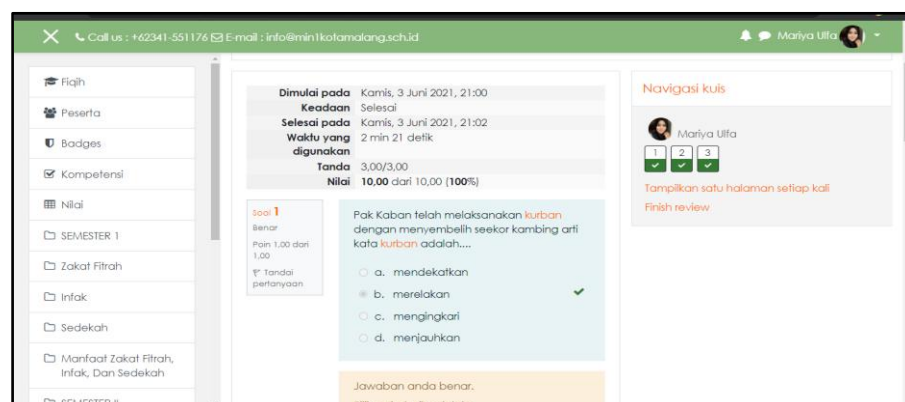 Call us : +62341-551176 E-mail : info@min1kotamalang.sch.id
Mariya Ulfa
Fiqih
Peserta
Badges
Kompetensi
Nilai
SEMESTER 1
Zakat Fitrah
Infak
Sedekah
Manfaat Zakat Fitrah,
Infak, Dan Sedekah
SEMESTER II
Dimulai pada Kamis, 3 Juni 2021, 21:00
Keadaan Selesai
Selesai pada Kamis, 3 Juni 2021, 21:02
Waktu yang 2 min 21 detik
digunakan
Tanda 3,00/3,00
Nilai 10,00 dari 10,00 (100%)
Soal 1
Benar
Poin 1,00 dari
1,00
Tandai
pertanyaan
Pak Kaban telah melaksanakan kurban
dengan menyembelih seekor kambing arti
kata kurban adalah....
a. mendekatkan
b. merelakan
c. mengingkari
d. menjauhkan
Jawaban anda benar.
Navigasi kuis
Mariya Ulfa
1 2 3
Tampilkan satu halaman setiap kali
Finish review